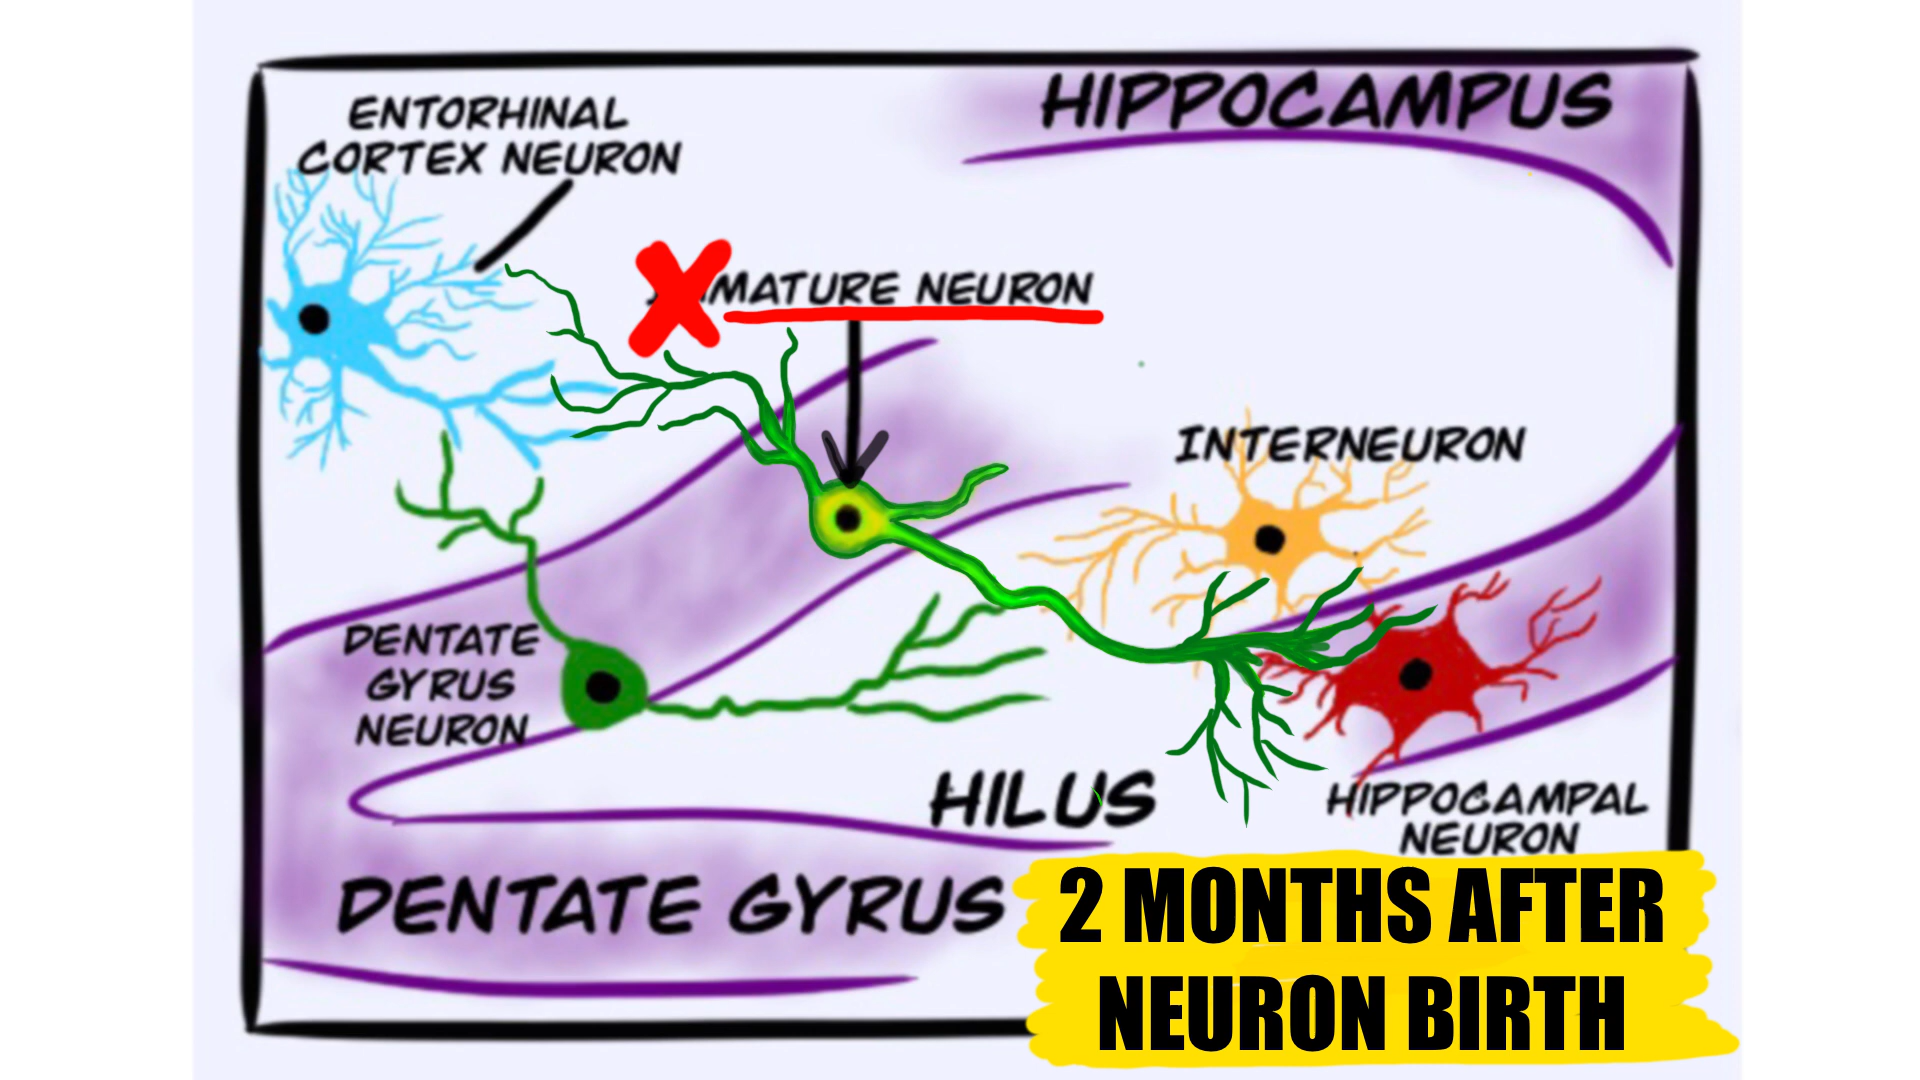 HIPPOCAMPUS
ENTORHINAL
CORTEX NEURON
MATURE NEURON
INTERNEURON
DENTATE
GYRUS
NEURON
HILUS
HIPPOCAMPAL
NEURON
DENTATE GYRUS
2 MONTHS AFTER
NEURON BIRTH